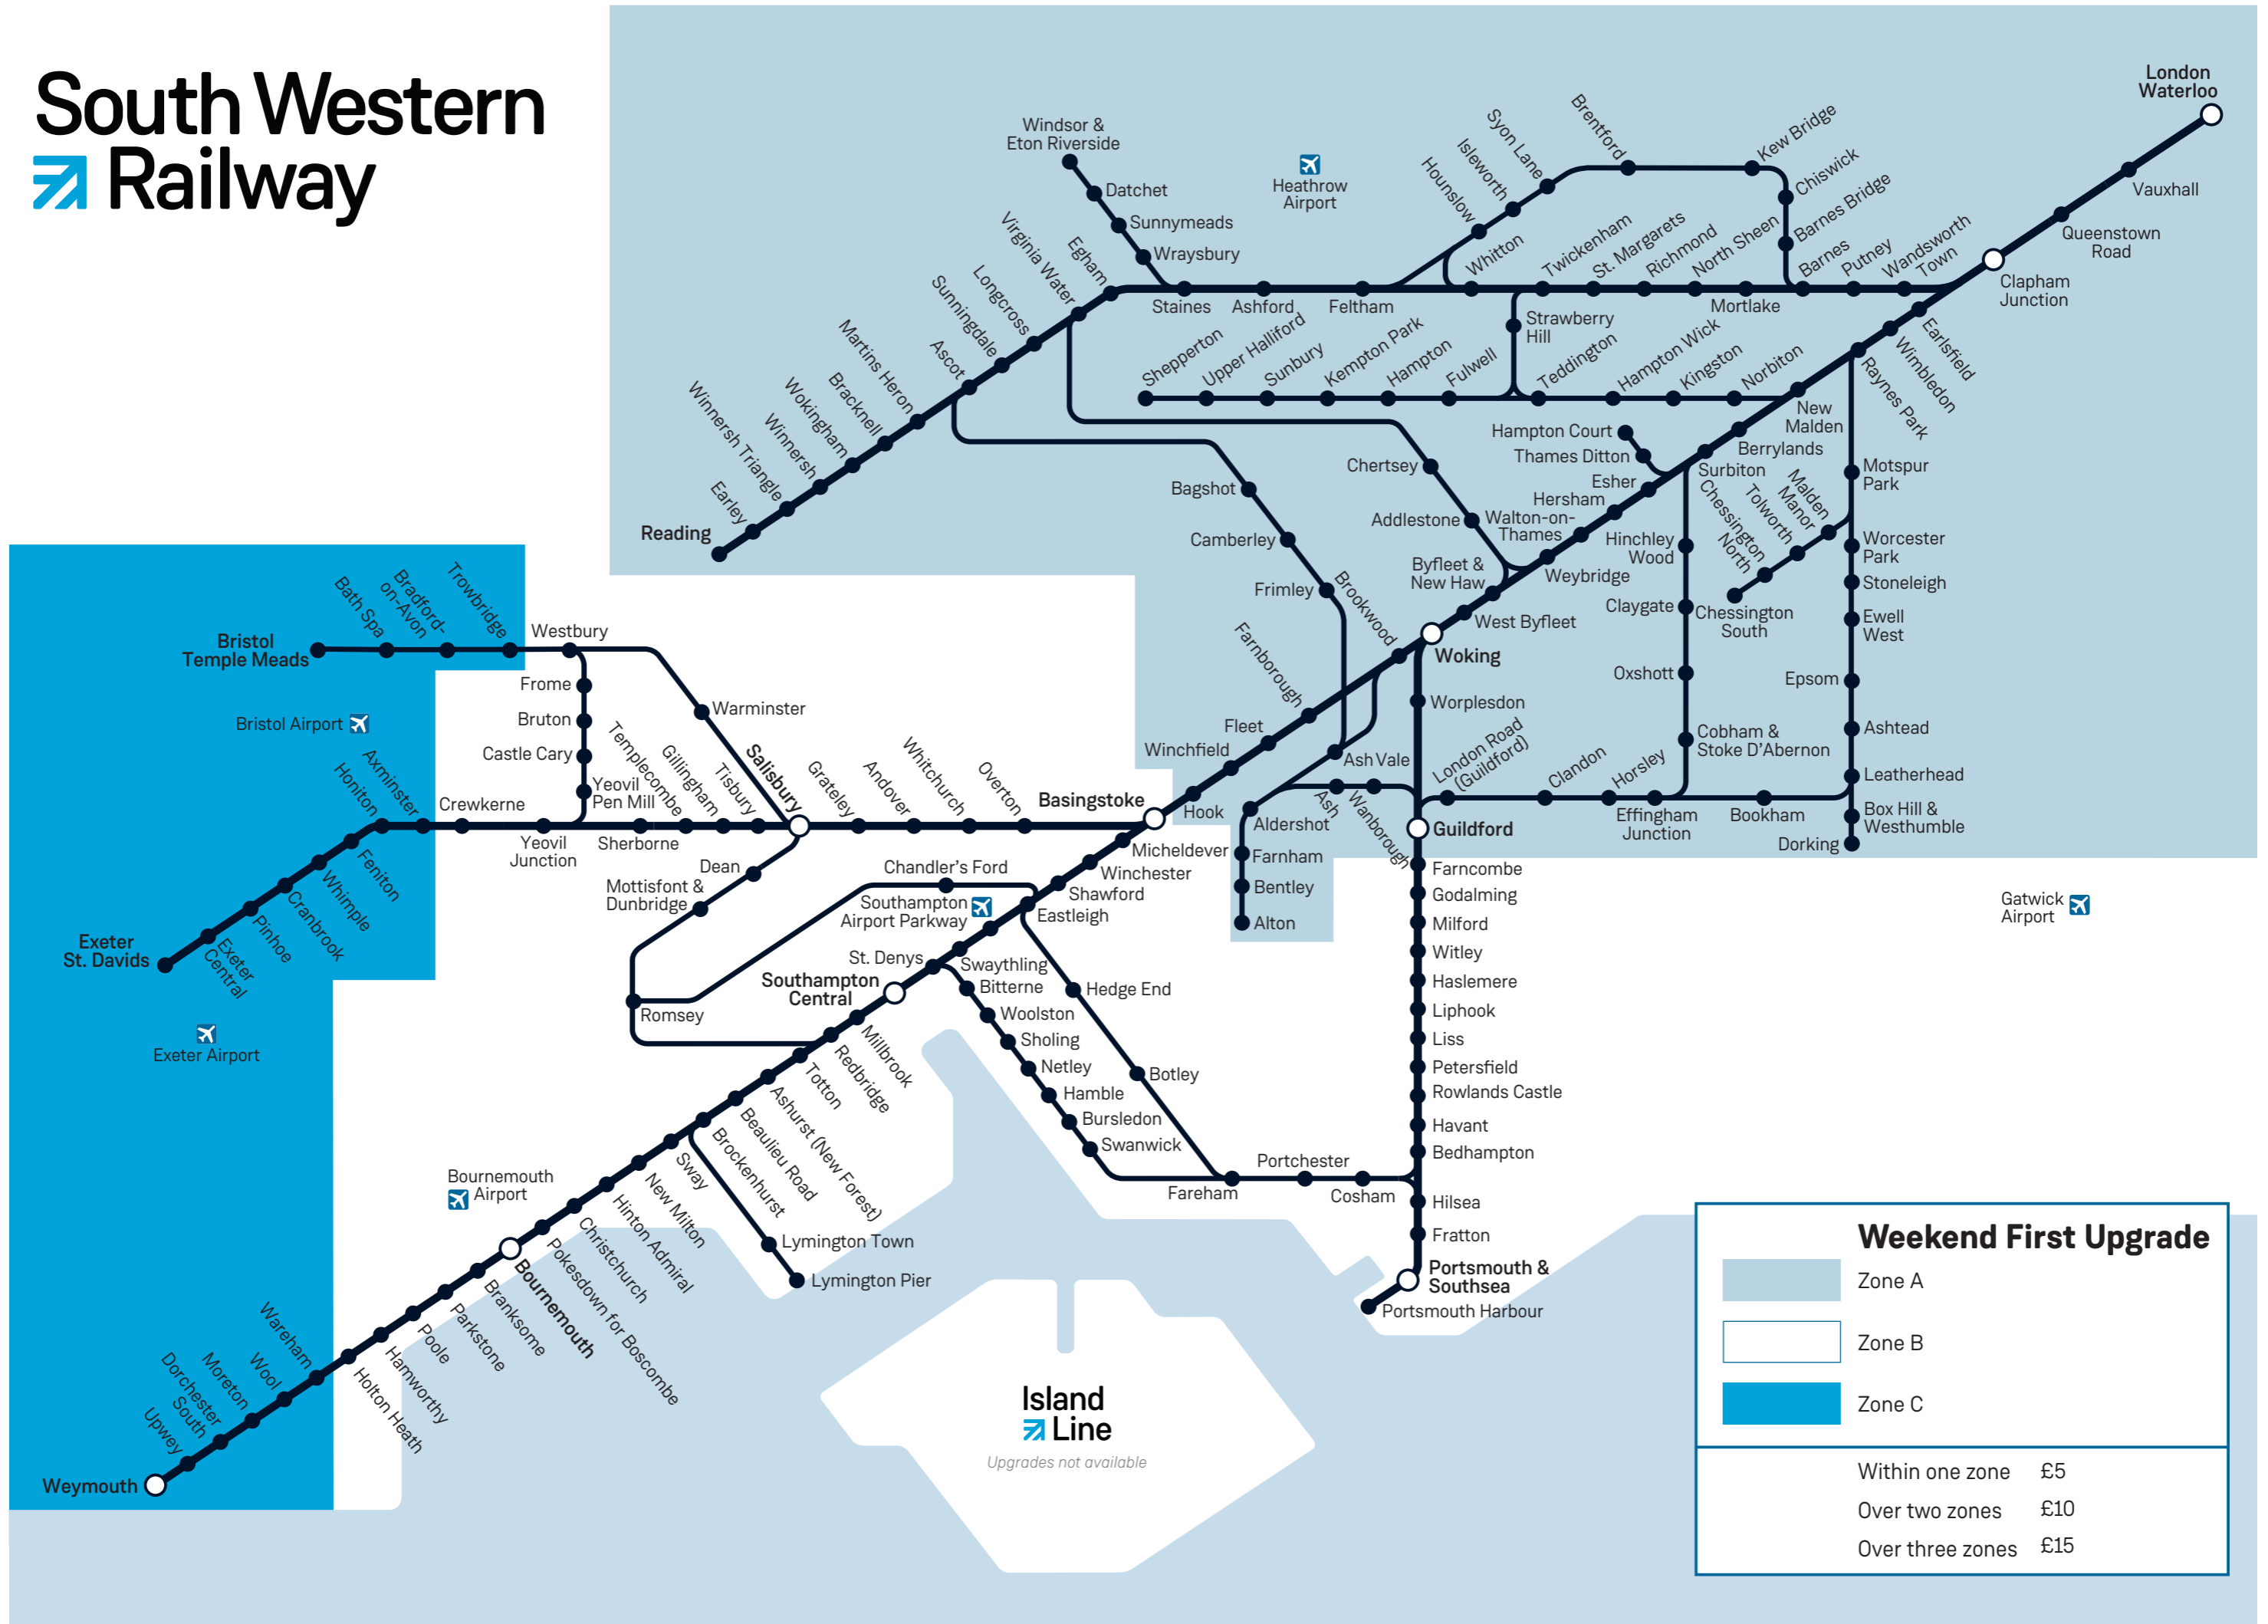 South Western
Railway
London
Waterloo
Vauxhall
Queenstown
Road
Clapham
Junction
Windsor &
Eton Riverside
Datchet
Sunnymeads
Wraysbury
Heathrow
Airport
Hounslow
Isleworth
Syon Lane
Brentford
Kew Bridge
Chiswick
Barnes Bridge
Whitton
Twickenham
St. Margarets
Richmond
North Sheen
Mortlake
Barnes
Putney
Wandsworth
Town
Staines
Ashford
Feltham
Egham
Virginia Water
Longcross
Sunningdale
Ascot
Martins Heron
Bracknell
Wokingham
Winnersh
Winnersh Triangle
Earley
Reading
Strawberry
Hill
Shepperton
Upper Halliford
Sunbury
Kempton Park
Hampton
Fulwell
Teddington
Hampton Wick
Kingston
Norbiton
Earlsfield
Wimbledon
Raynes Park
New
Malden
Berrylands
Surbiton
Hampton Court
Thames Ditton
Esher
Hersham
Walton-on-
Thames
Weybridge
Byfleet &
New Haw
West Byfleet
Woking
Chertsey
Addlestone
Bagshot
Camberley
Frimley
Motspur
Park
Malden
Manor
Tolworth
Chessington
North
Chessington
South
Worcester
Park
Stoneleigh
Ewell
West
Epsom
Ashtead
Leatherhead
Box Hill &
Westhumble
Dorking
Hinchley
Wood
Claygate
Oxshott
Cobham &
Stoke D'Abernon
London Road
(Guildford)
Clandon
Horsley
Effingham
Junction
Bookham
Brookwood
Farnborough
Fleet
Winchfield
Hook
Basingstoke
Ash Vale
Ash
Wanborough
Aldershot
Farnham
Bentley
Alton
Worplesdon
Guildford
Farncombe
Godalming
Milford
Witley
Haslemere
Liphook
Liss
Petersfield
Rowlands Castle
Havant
Bedhampton
Hilsea
Fratton
Portsmouth &
Southsea
Portsmouth Harbour
Gatwick
Airport
Bristol
Temple Meads
Bath Spa
Bradford-
on-Avon
Trowbridge
Westbury
Frome
Bruton
Castle Cary
Yeovil
Pen Mill
Warminster
Bristol Airport
Salisbury
Grateley
Andover
Whitchurch
Overton
Tisbury
Gillingham
Templecombe
Sherborne
Yeovil
Junction
Crewkerne
Axminster
Honiton
Feniton
Whimple
Cranbrook
Pinhoe
Exeter
Central
Exeter
St. Davids
Exeter Airport
Dean
Mottisfont &
Dunbridge
Romsey
Chandler's Ford
Southampton
Airport Parkway
Micheldever
Winchester
Shawford
Eastleigh
Swaythling
St. Denys
Southampton
Central
Bitterne
Woolston
Sholing
Netley
Hamble
Bursledon
Swanwick
Hedge End
Botley
Fareham
Portchester
Cosham
Millbrook
Redbridge
Totton
Ashurst (New Forest)
Beaulieu Road
Brockenhurst
Sway
Lymington Town
Lymington Pier
New Milton
Hinton Admiral
Christchurch
Pokesdown for Boscombe
Bournemouth
Bournemouth
Airport
Branksome
Parkstone
Poole
Hamworthy
Holton Heath
Wareham
Wool
Moreton
Dorchester
South
Upwey
Weymouth
Island
Line
Upgrades not available
Weekend First Upgrade
Zone A
Zone B
Zone C
Within one zone £5
Over two zones £10
Over three zones £15